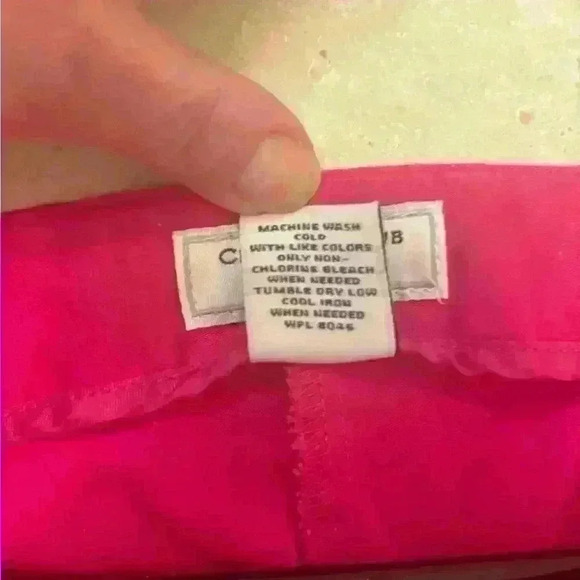 MACHINE WASH
COLD
WITH LIKE COLORS
ONLY NON-
CHLORINE BLEACH
WHEN NEEDED
TUMBLE DRY LOW
COOL IRON
WHEN NEEDED
WPL 8046